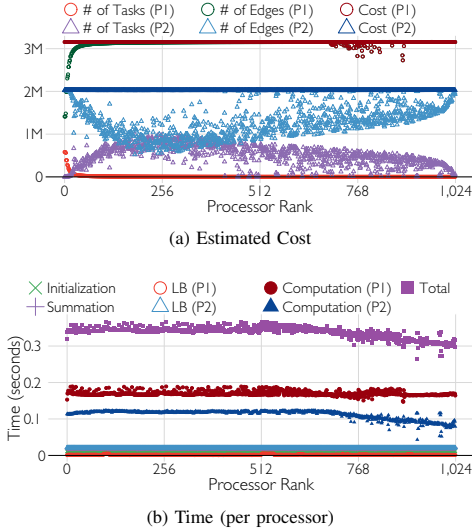 # of Tasks (P1) # of Edges (P1) Cost (P1)
# of Tasks (P2) # of Edges (P2) Cost (P2)
3M
2M
1M
0
0 256 512 768 1,024
Processor Rank
(a) Estimated Cost
Initialization LB (P1) Computation (P1) Total
Summation LB (P2) Computation (P2)
Time (seconds)
0.3
0.2
0.1
0
0 256 512 768 1,024
Processor Rank
(b) Time (per processor)